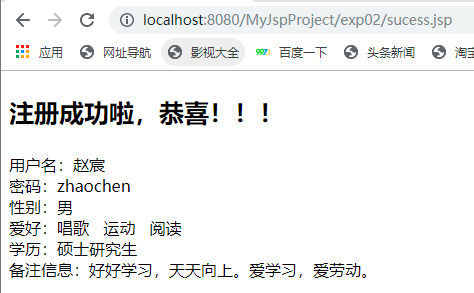 localhost:8080/MyJspProject/exp02/sucess.jsp
应用 网址导航 影视大全 百度一下 头条新闻 淘宝
注册成功啦，恭喜！！！
用户名：赵宸
密码：zhaochen
性别：男
爱好：唱歌 运动 阅读
学历：硕士研究生
备注信息：好好学习，天天向上。爱学习，爱劳动。